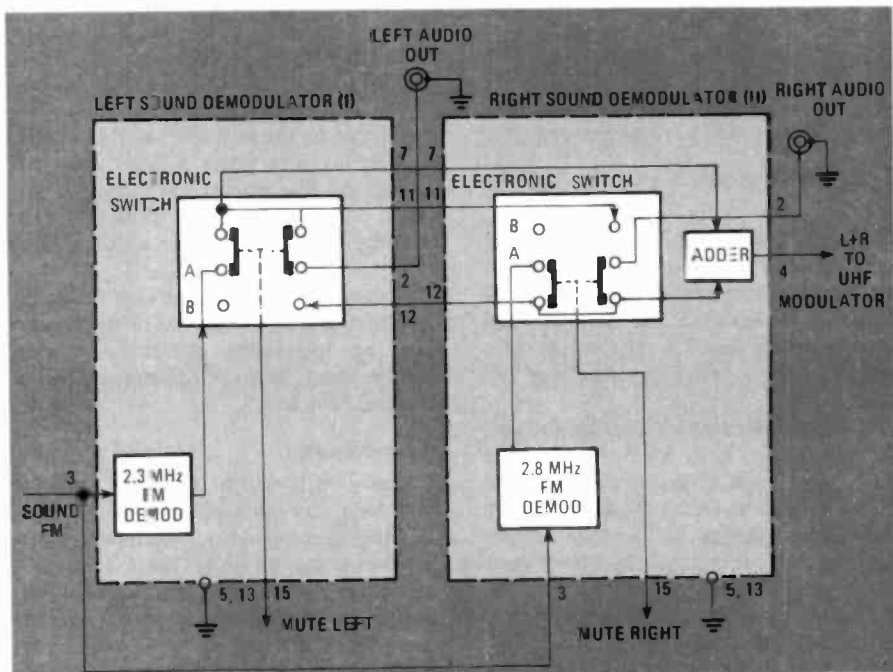 LEFT AUDIO
OUT
LEFT SOUND DEMODULATOR (I)
RIGHT SOUND DEMODULATOR (II)
RIGHT AUDIO
OUT
7 7
ELECTRONIC
SWITCH
11 11
ELECTRONIC SWITCH
2
B
A
A
B
ADDER
L+R
TO
UHF
MODULATOR
4
2
12
12
2.3 MHz
FM
DEMOD
2.8 MHz
FM
DEMOD
3
SOUND
FM
5, 13
15
MUTE LEFT
3
15
MUTE RIGHT
5, 13